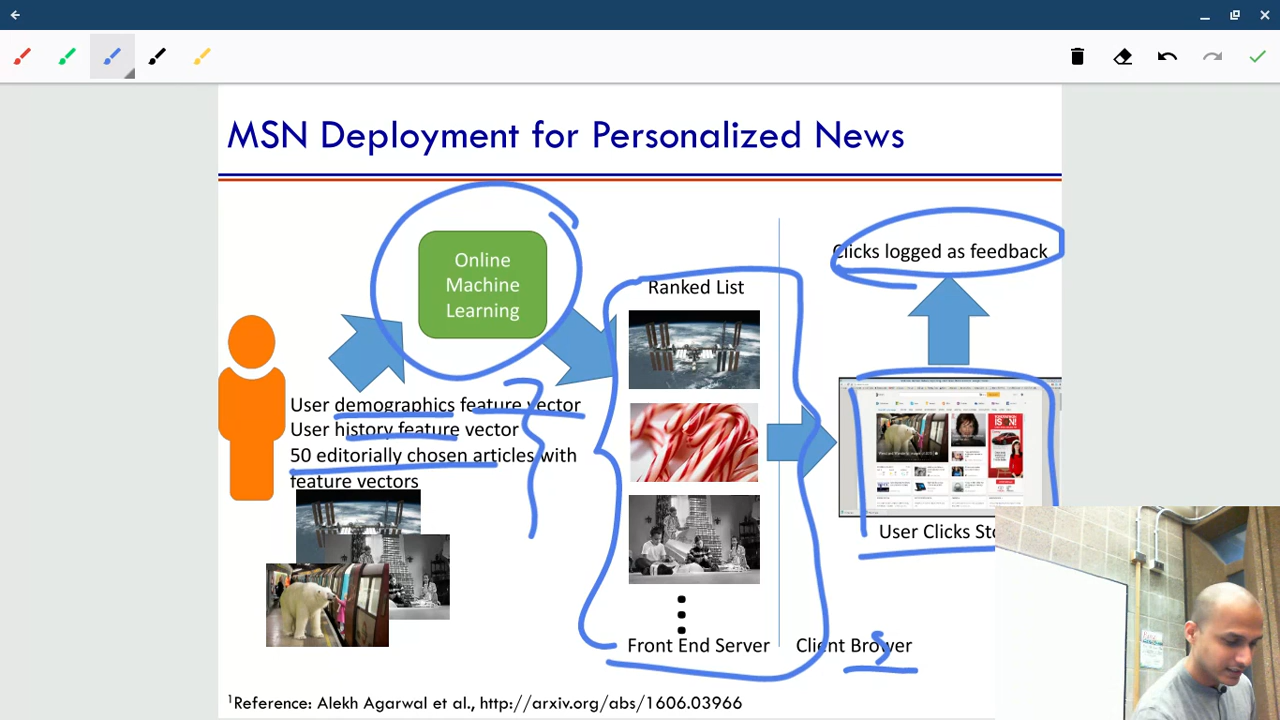 MSN Deployment for Personalized News
Online
Machine
Learning
User demographics feature vector
User history feature vector
50 editorially chosen articles with
feature vectors
Ranked List
Front End Server
Clicks logged as feedback
User Clicks
Client Brower
s
¹Reference: Alekh Agarwal et al., http://arxiv.org/abs/1606.03966